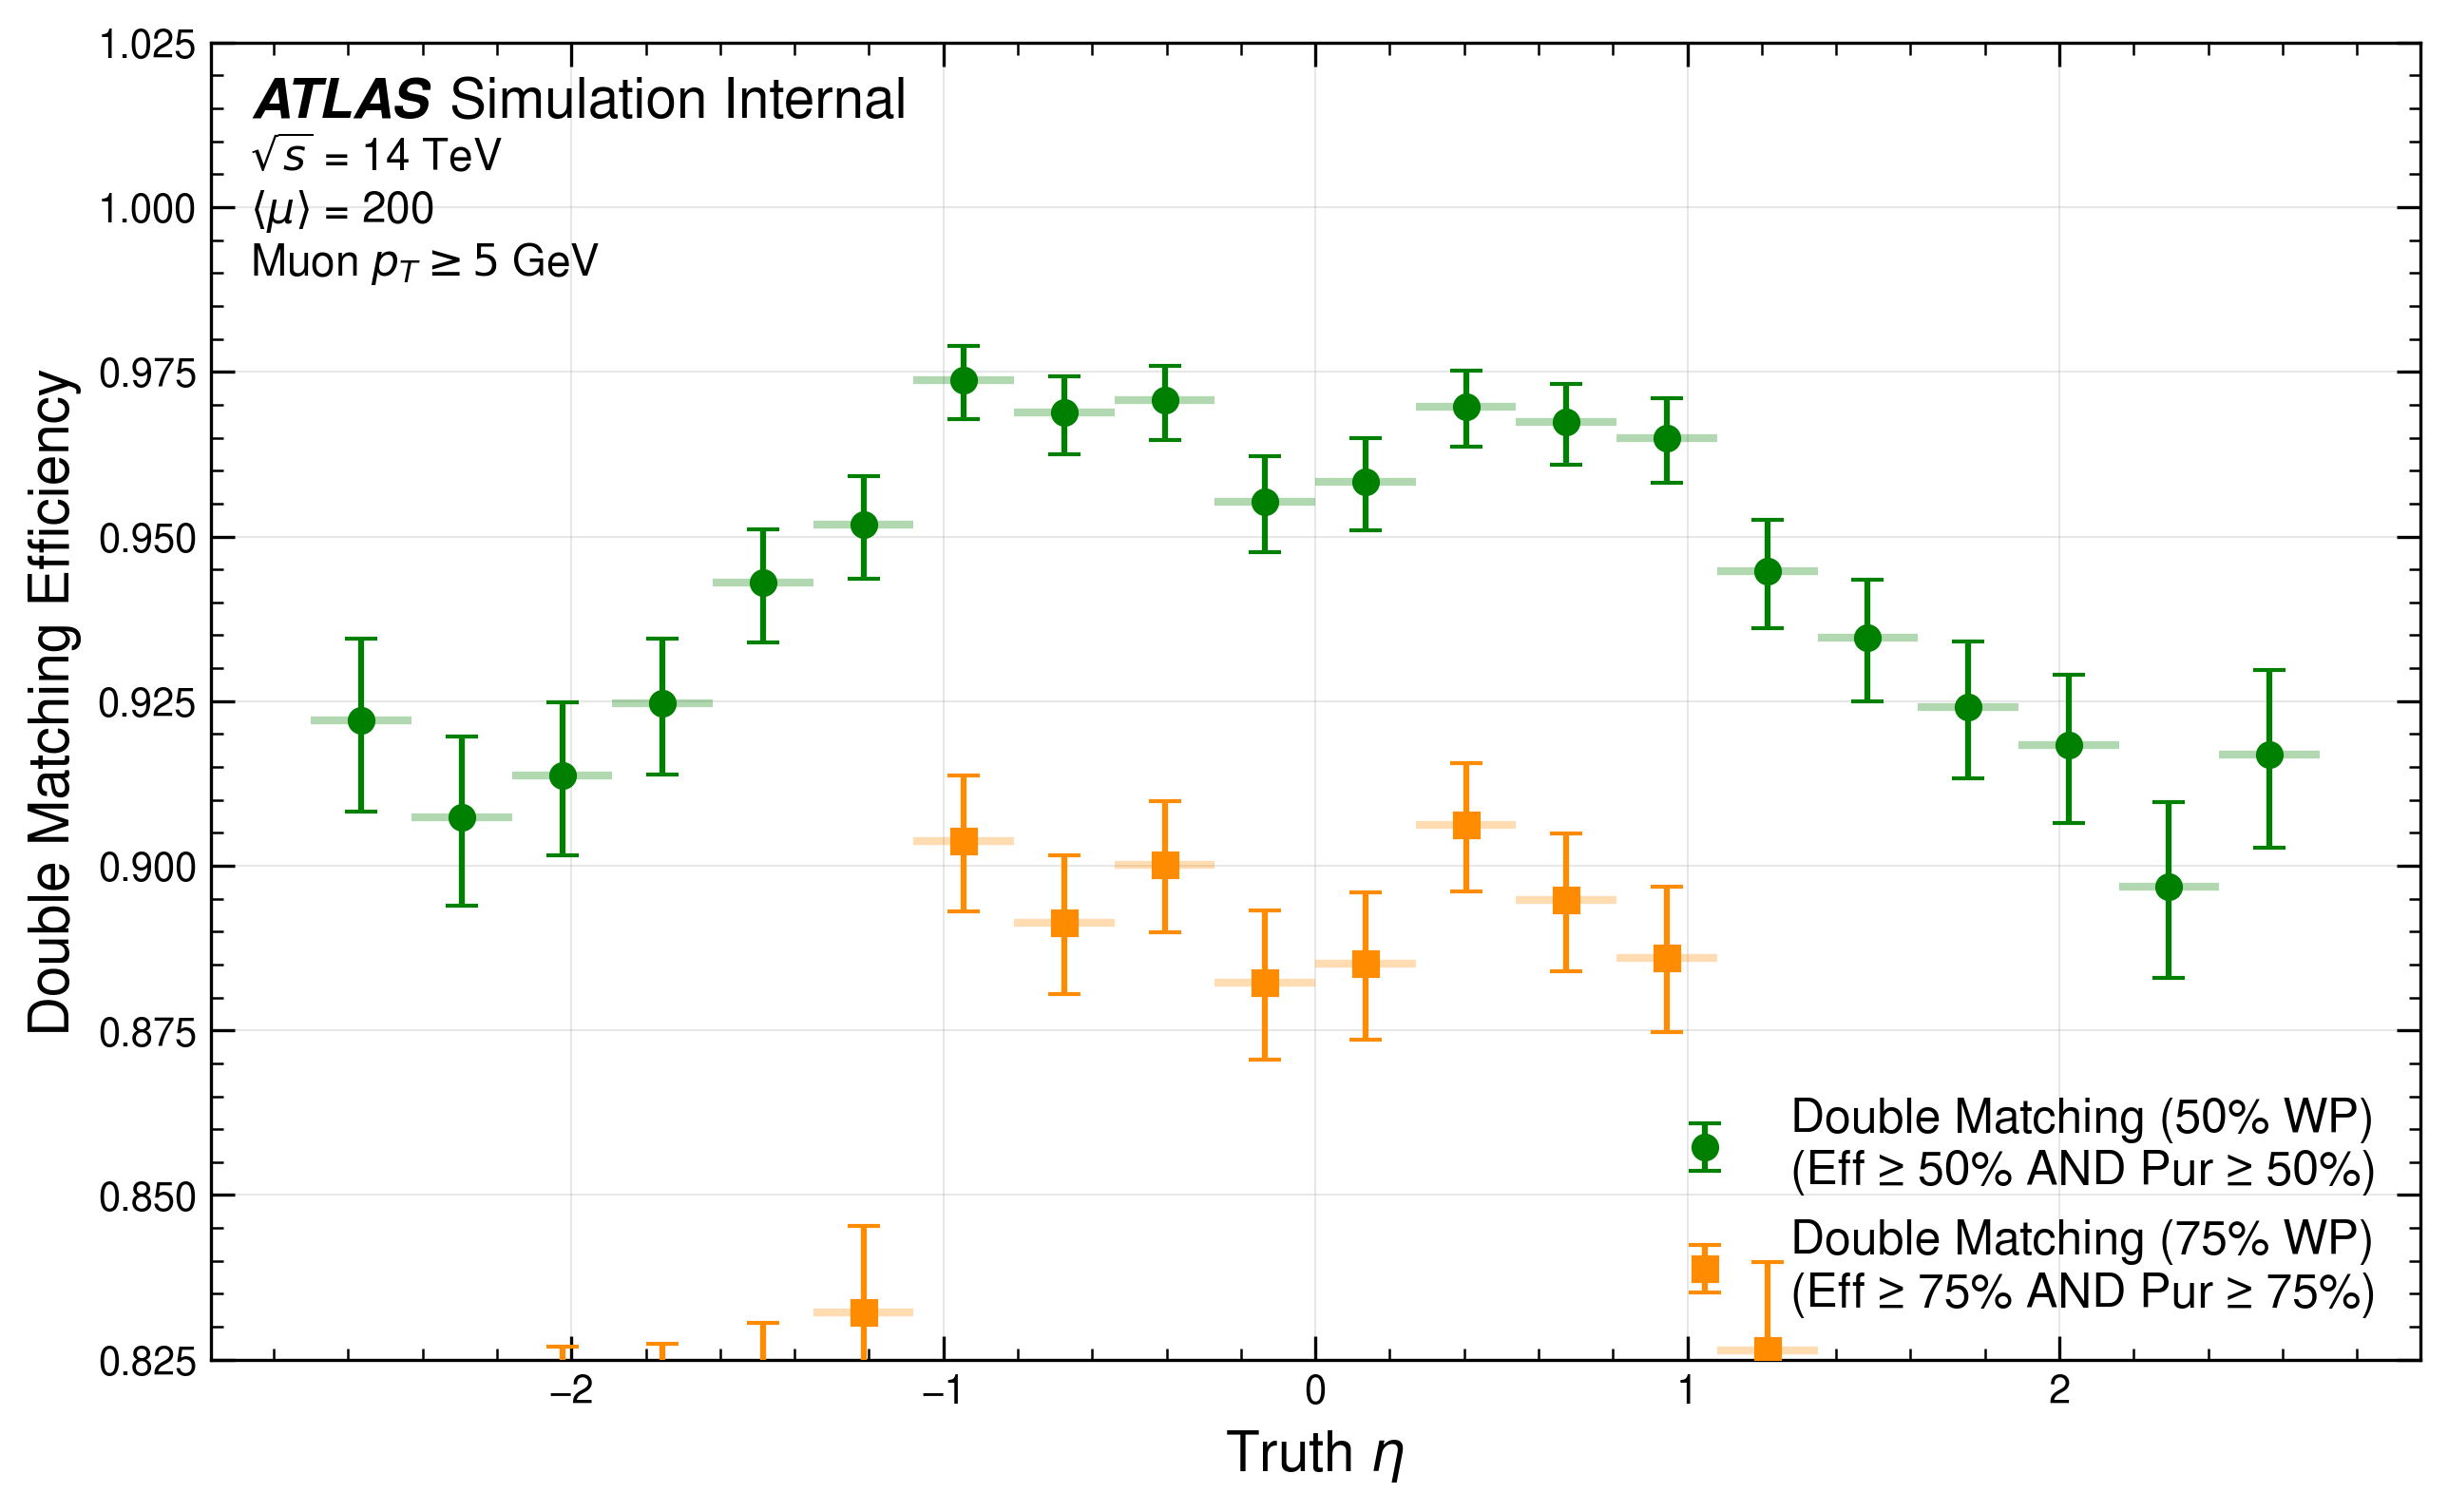 1.025
ATLAS Simulation Internal
√s = 14 TeV
⟨μ⟩ = 200
Muon pT ≥ 5 GeV
1.000
0.975
0.950
0.925
0.900
0.875
0.850
0.825
Double Matching Efficiency
Double Matching (50% WP)
(Eff ≥ 50% AND Pur ≥ 50%)
Double Matching (75% WP)
(Eff ≥ 75% AND Pur ≥ 75%)
−2 −1 0 1 2
Truth η